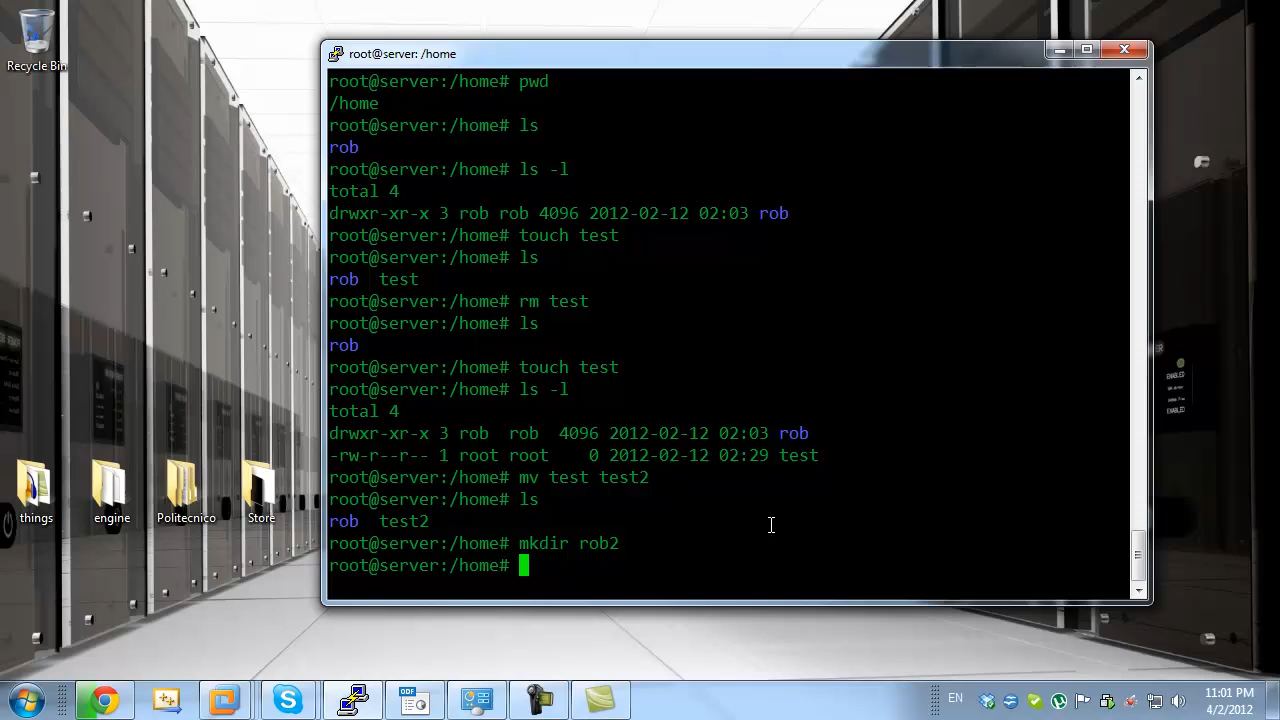 Recycle Bin
root@server: /home
root@server:/home# pwd
/home
root@server:/home# ls
rob
root@server:/home# ls -l
total 4
drwxr-xr-x 3 rob rob 4096 2012-02-12 02:03 rob
root@server:/home# touch test
root@server:/home# ls
rob  test
root@server:/home# rm test
root@server:/home# ls
rob
root@server:/home# touch test
root@server:/home# ls -l
total 4
drwxr-xr-x 3 rob  rob  4096 2012-02-12 02:03 rob
-rw-r--r-- 1 root root    0 2012-02-12 02:29 test
root@server:/home# mv test test2
root@server:/home# ls
rob  test2
root@server:/home# mkdir rob2
root@server:/home#
things
engine
Politecnico
Store
ENABLED
ENABLED
ODF
EN
11:01 PM
4/2/2012